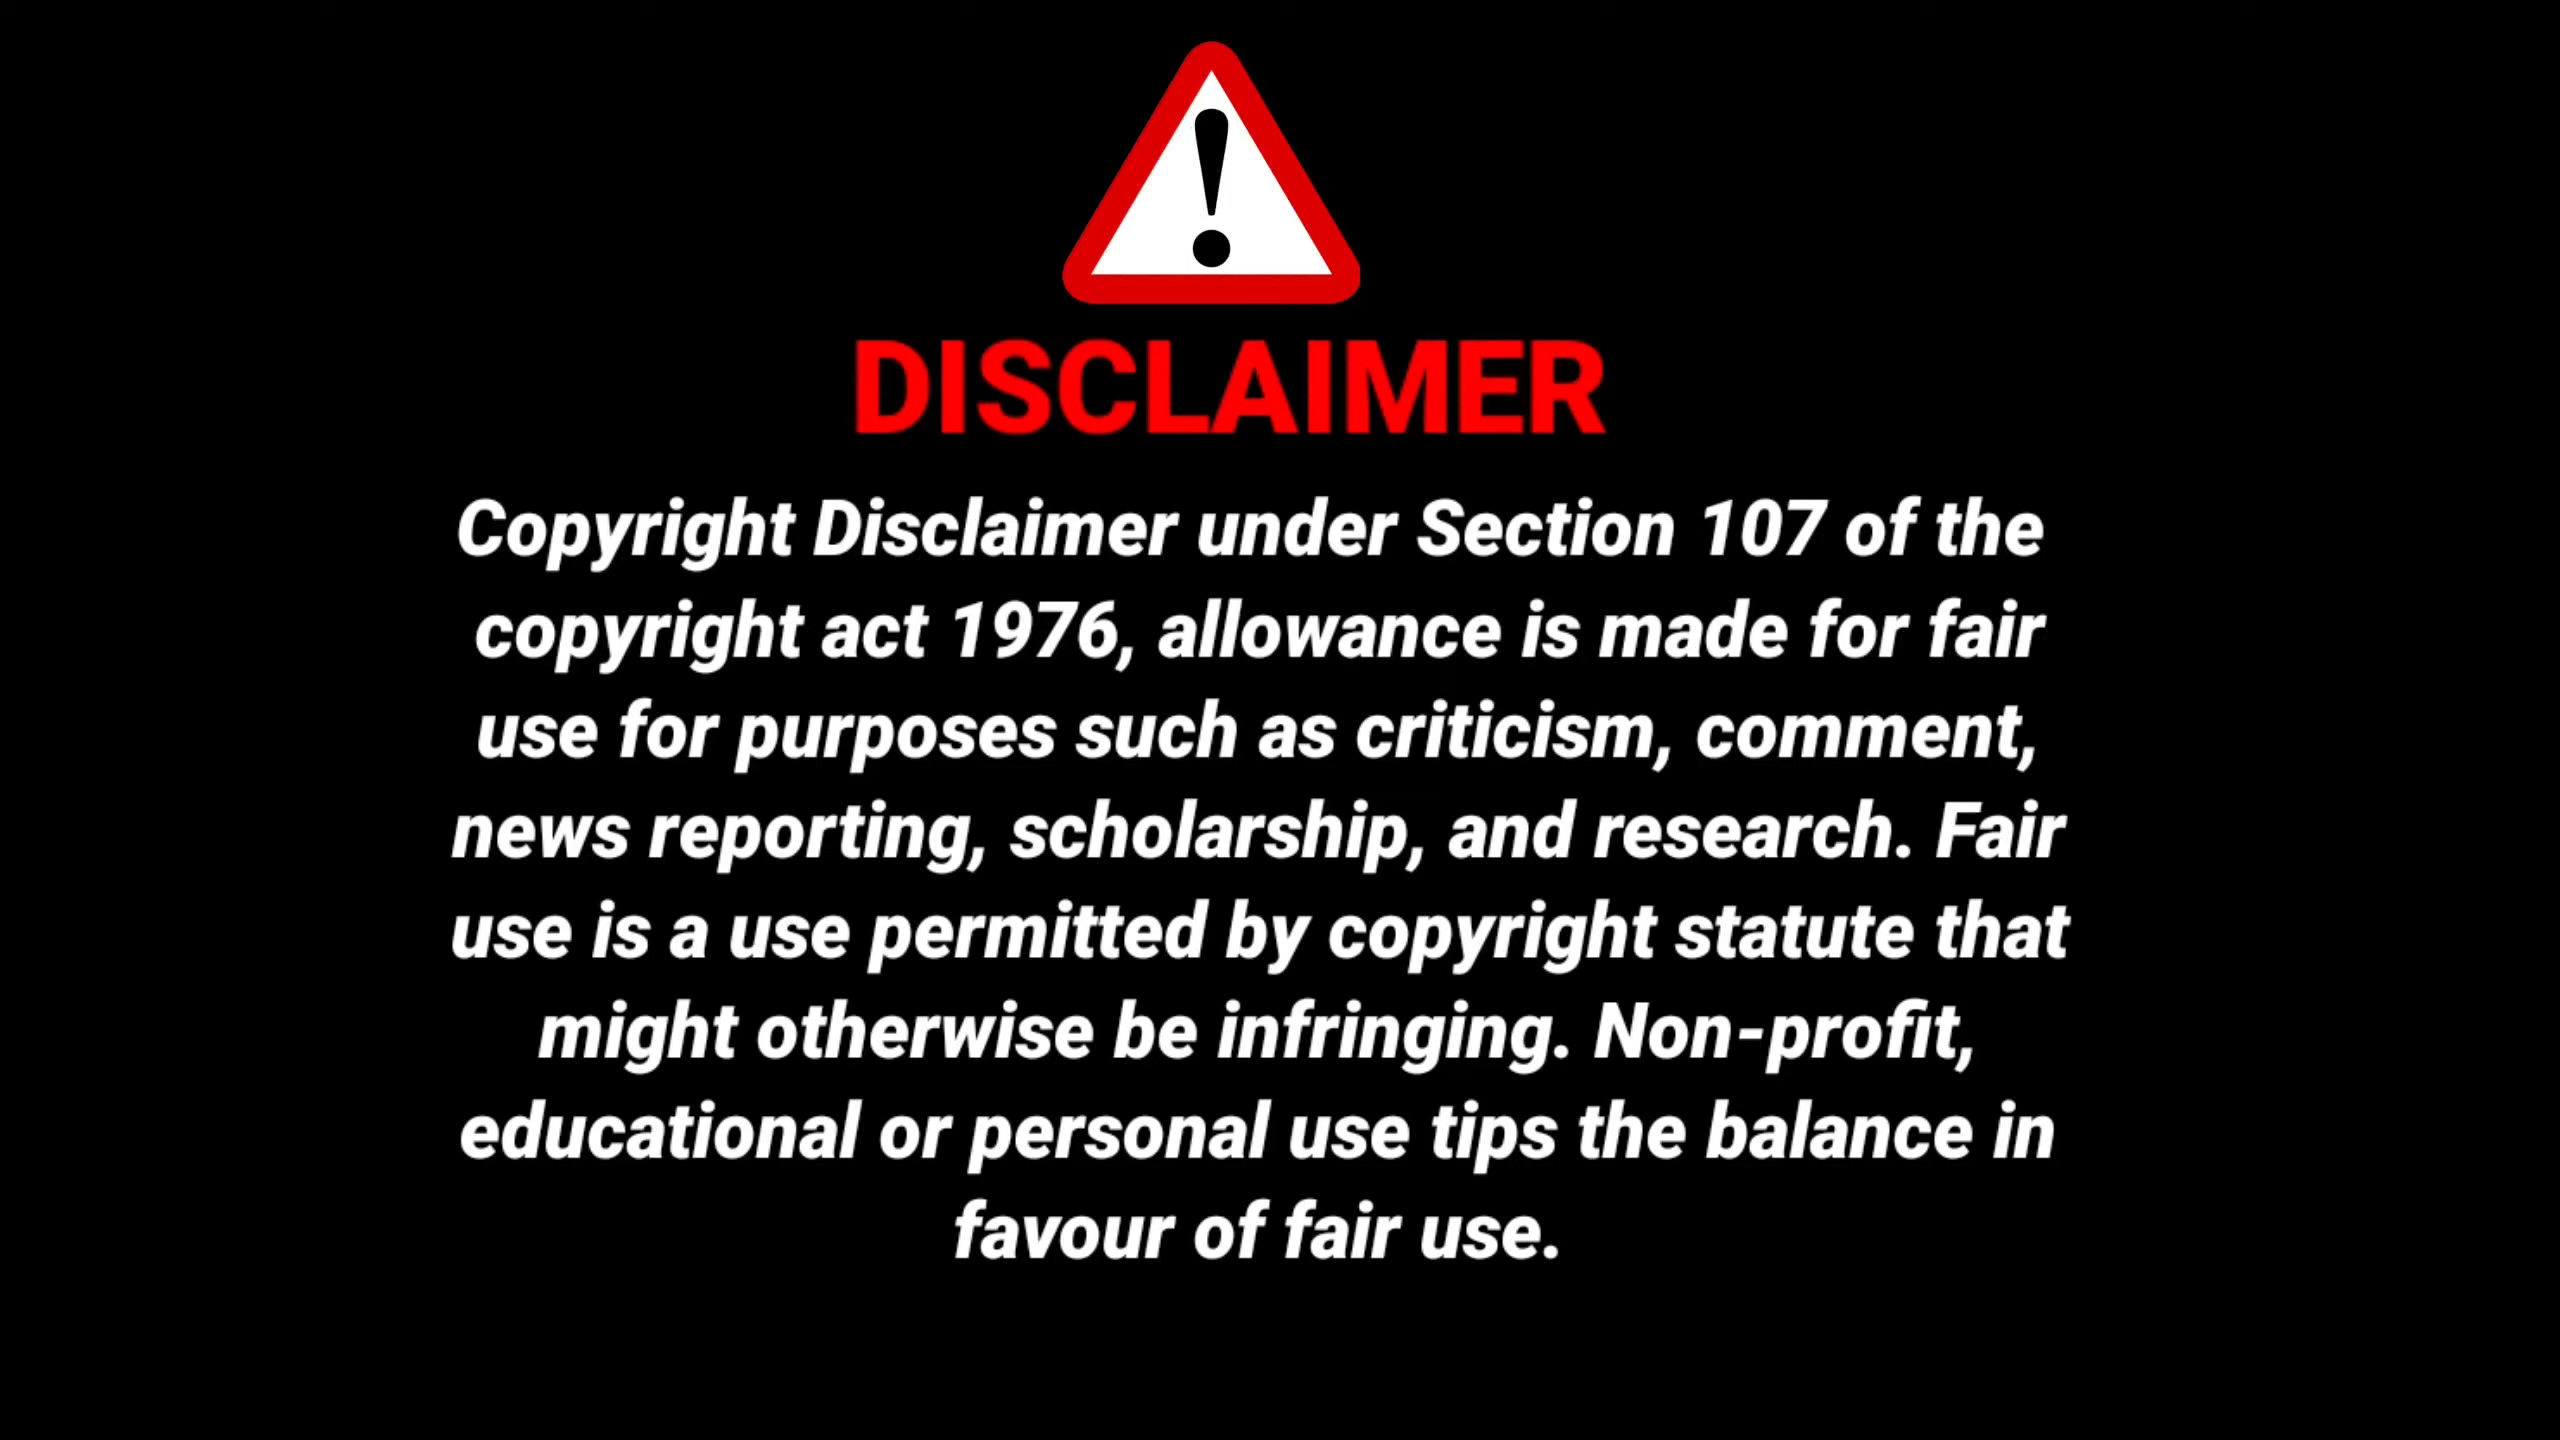 DISCLAIMER
Copyright Disclaimer under Section 107 of the
copyright act 1976, allowance is made for fair
use for purposes such as criticism, comment,
news reporting, scholarship, and research. Fair
use is a use permitted by copyright statute that
might otherwise be infringing. Non-profit,
educational or personal use tips the balance in
favour of fair use.